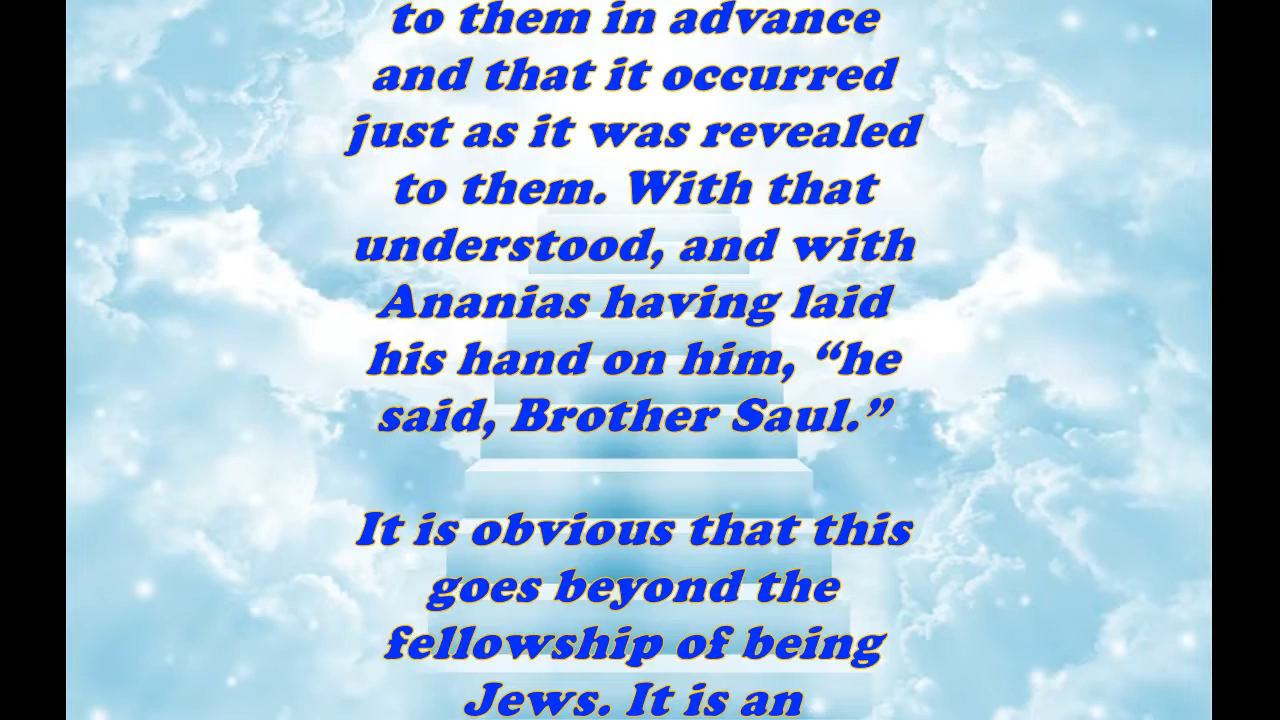 to them in advance
and that it occurred
just as it was revealed
to them. With that
understood, and with
Ananias having laid
his hand on him, “he
said, Brother Saul.”
It is obvious that this
goes beyond the
fellowship of being
Jews. It is an